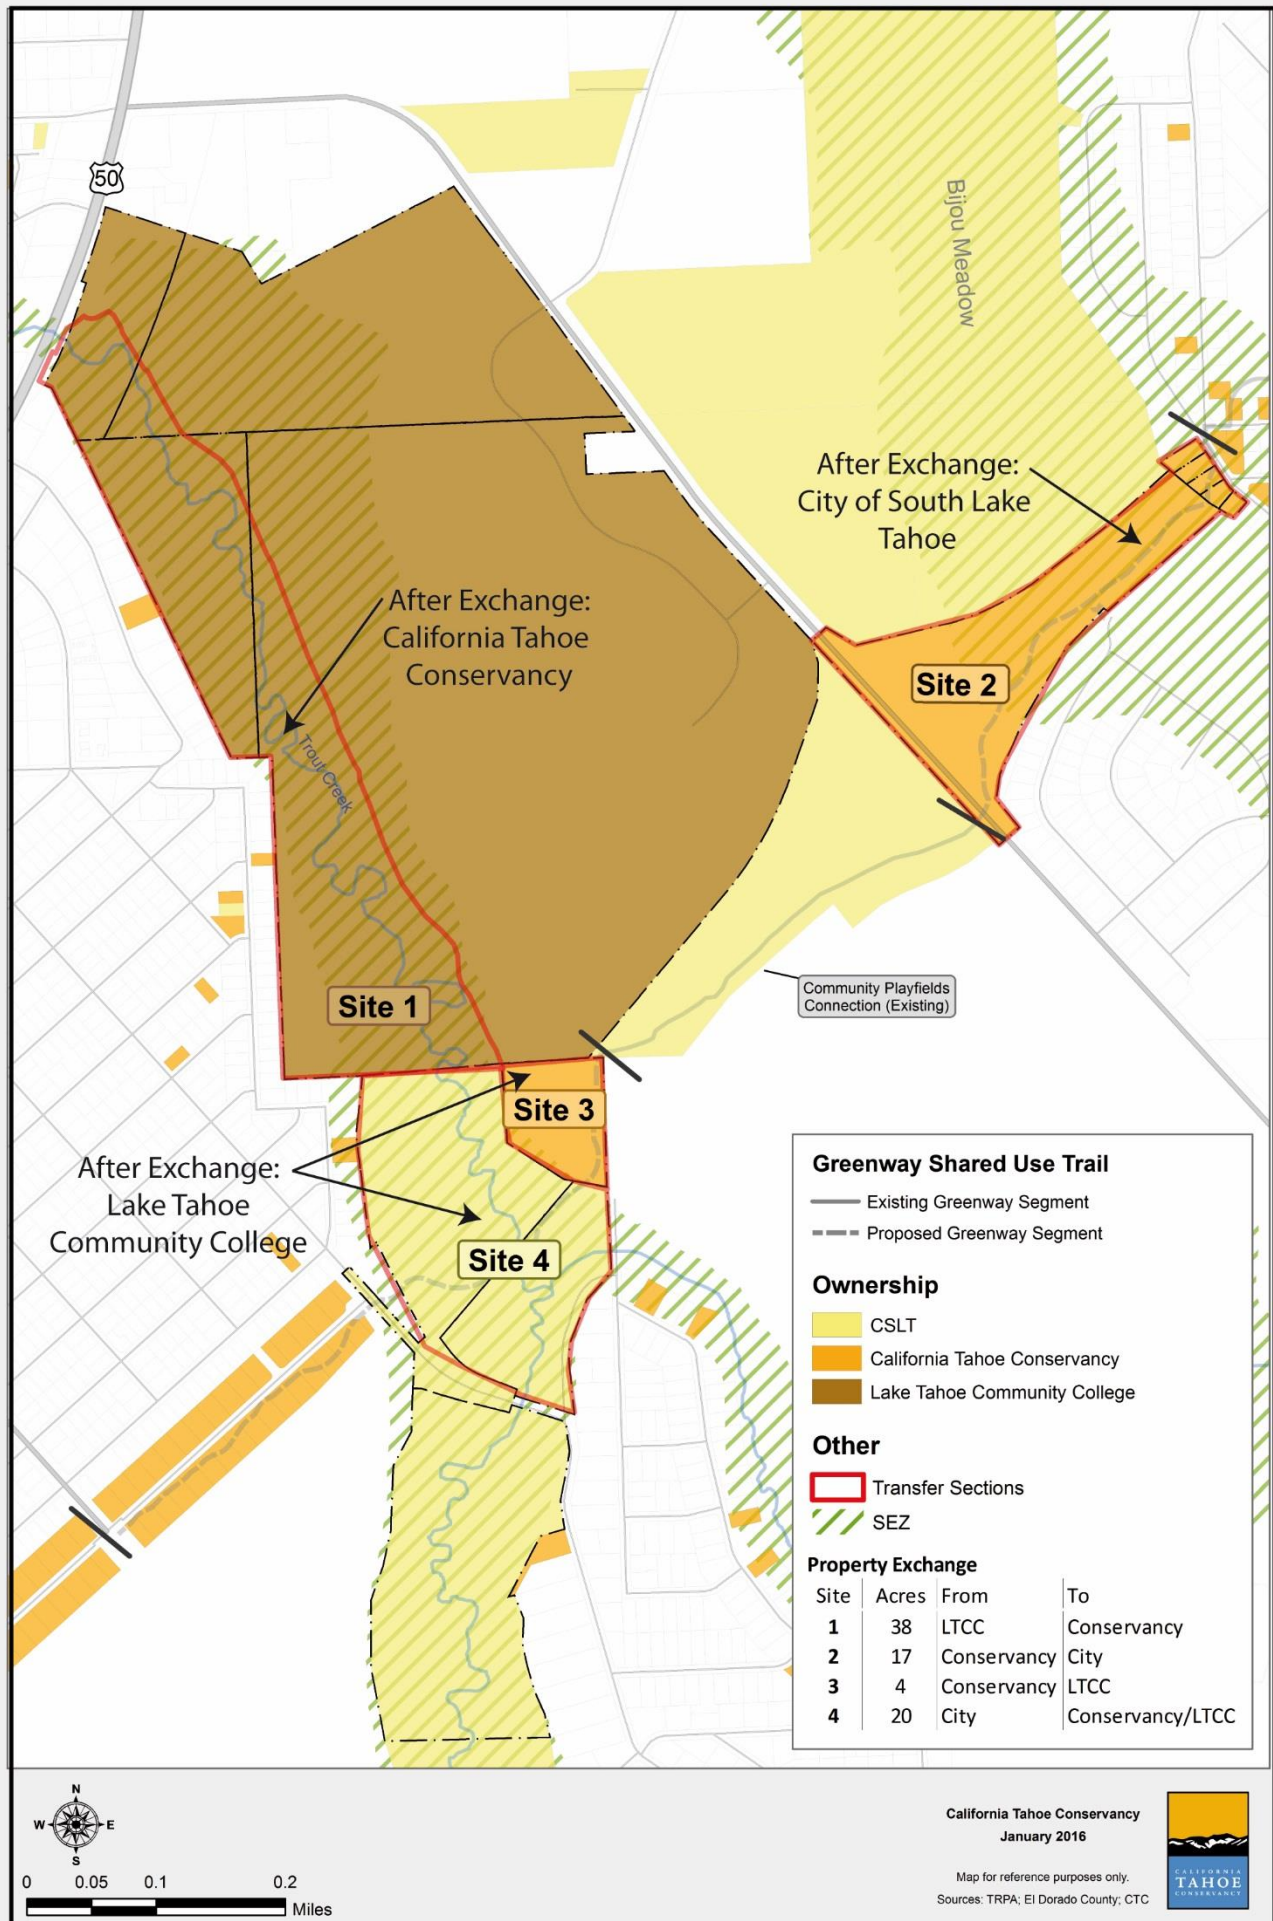 50
Bijou Meadow
After Exchange:
City of South Lake
Tahoe
After Exchange:
California Tahoe
Conservancy
Site 2
Trout Creek
Site 1
Community Playfields
Connection (Existing)
Site 3
After Exchange:
Lake Tahoe
Community College
Site 4
Greenway Shared Use Trail
Existing Greenway Segment
Proposed Greenway Segment
Ownership
CSLT
California Tahoe Conservancy
Lake Tahoe Community College
Other
Transfer Sections
SEZ
Property Exchange
Site Acres From To
1 38 LTCC Conservancy
2 17 Conservancy City
3 4 Conservancy LTCC
4 20 City Conservancy/LTCC
N
W E
S
0 0.05 0.1 0.2
Miles
California Tahoe Conservancy
January 2016
Map for reference purposes only.
Sources: TRPA; El Dorado County; CTC
CALIFORNIA
TAHOE
CONSERVANCY